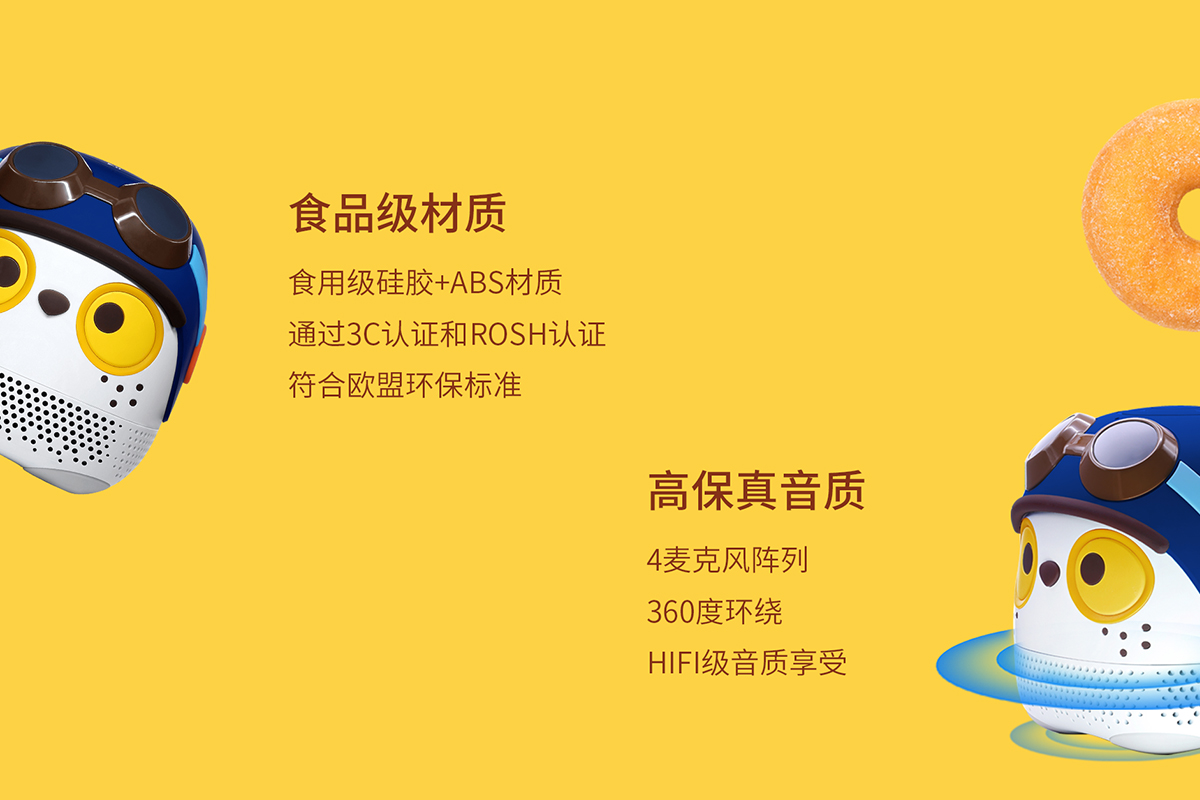 食品级材质
食用级硅胶+ABS材质
通过3C认证和ROSH认证
符合欧盟环保标准
高保真音质
4麦克风阵列
360度环绕
HIFI级音质享受